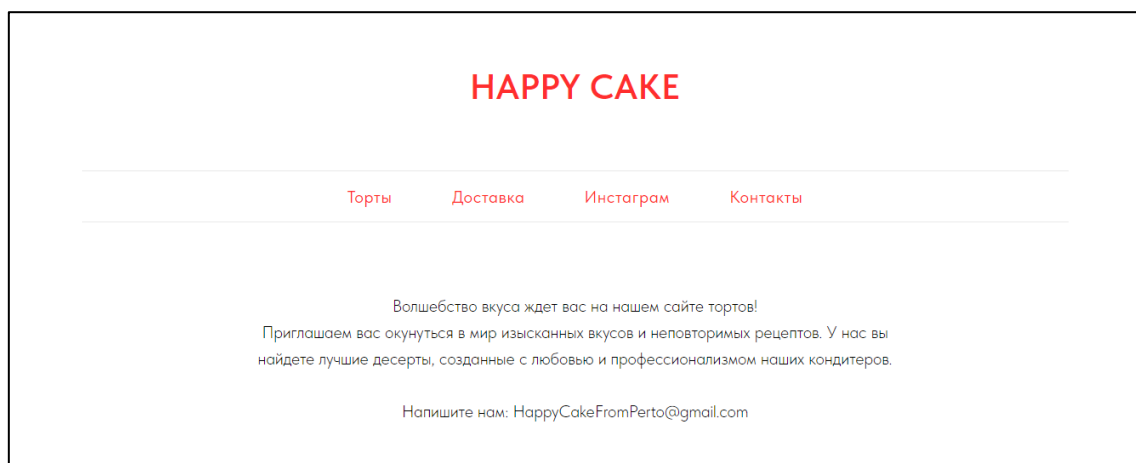 HAPPY CAKE
Торты Доставка Инстаграм Контакты
Волшебство вкуса ждет вас на нашем сайте тортов!
Приглашаем вас окунуться в мир изысканных вкусов и неповторимых рецептов. У нас вы
найдете лучшие десерты, созданные с любовью и профессионализмом наших кондитеров.
Напишите нам: HappyCakeFromPerto@gmail.com